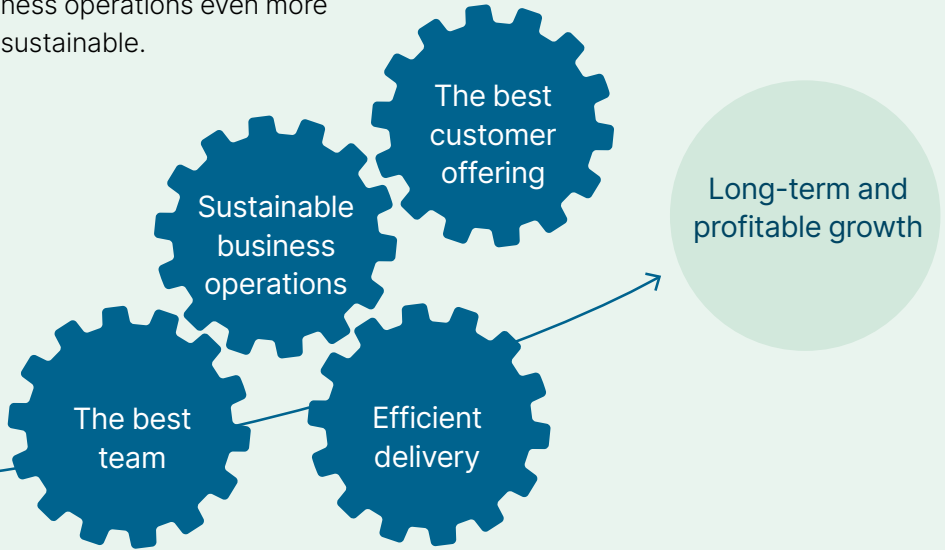 ness operations even more
sustainable.
The best
customer
offering
Sustainable
business
operations
Long-term and
profitable growth
The best
team
Efficient
delivery